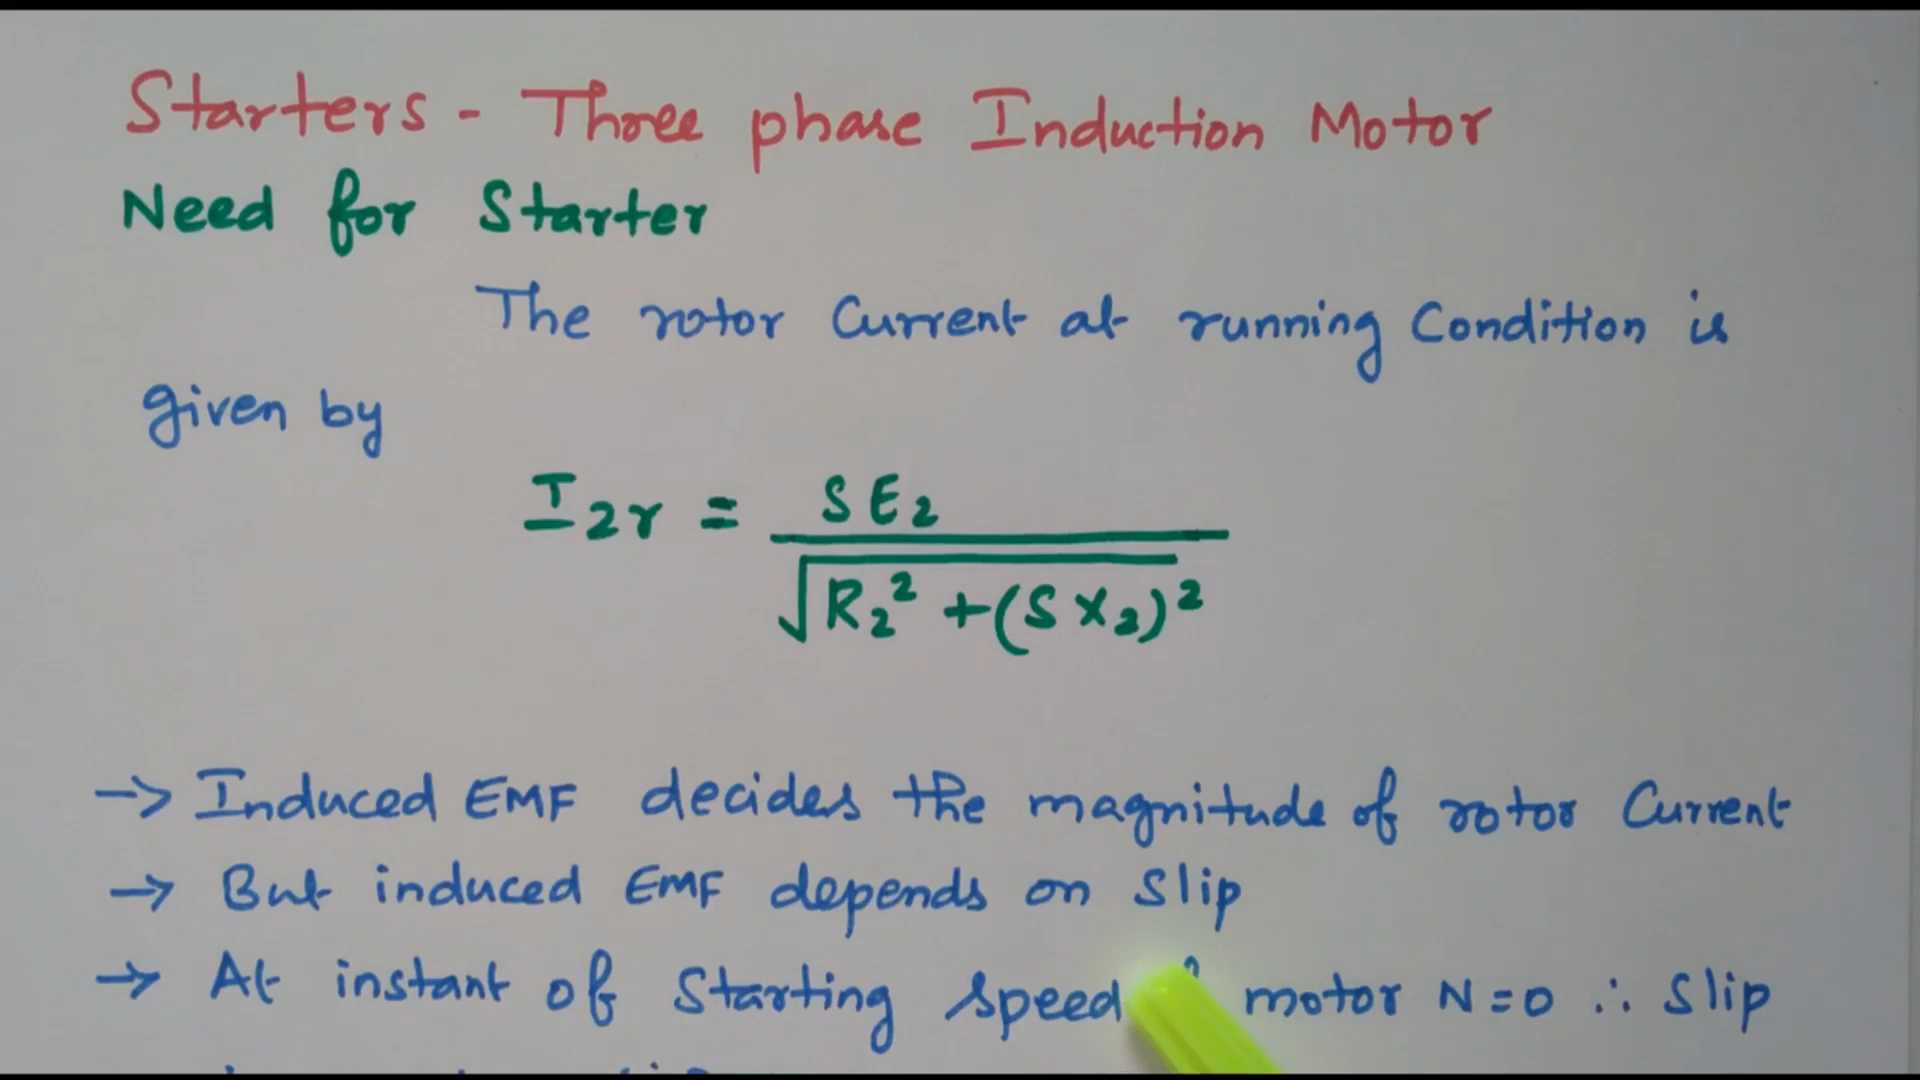 Starters - Three phase Induction Motor
Need for Starter
The rotor Current at running Condition is
given by
I2r = SE2 / √R2² + (SX2)²
-> Induced EMF decides the magnitude of rotor Current
-> But induced EMF depends on Slip
-> At instant of Starting speed motor N=0 ∴ Slip